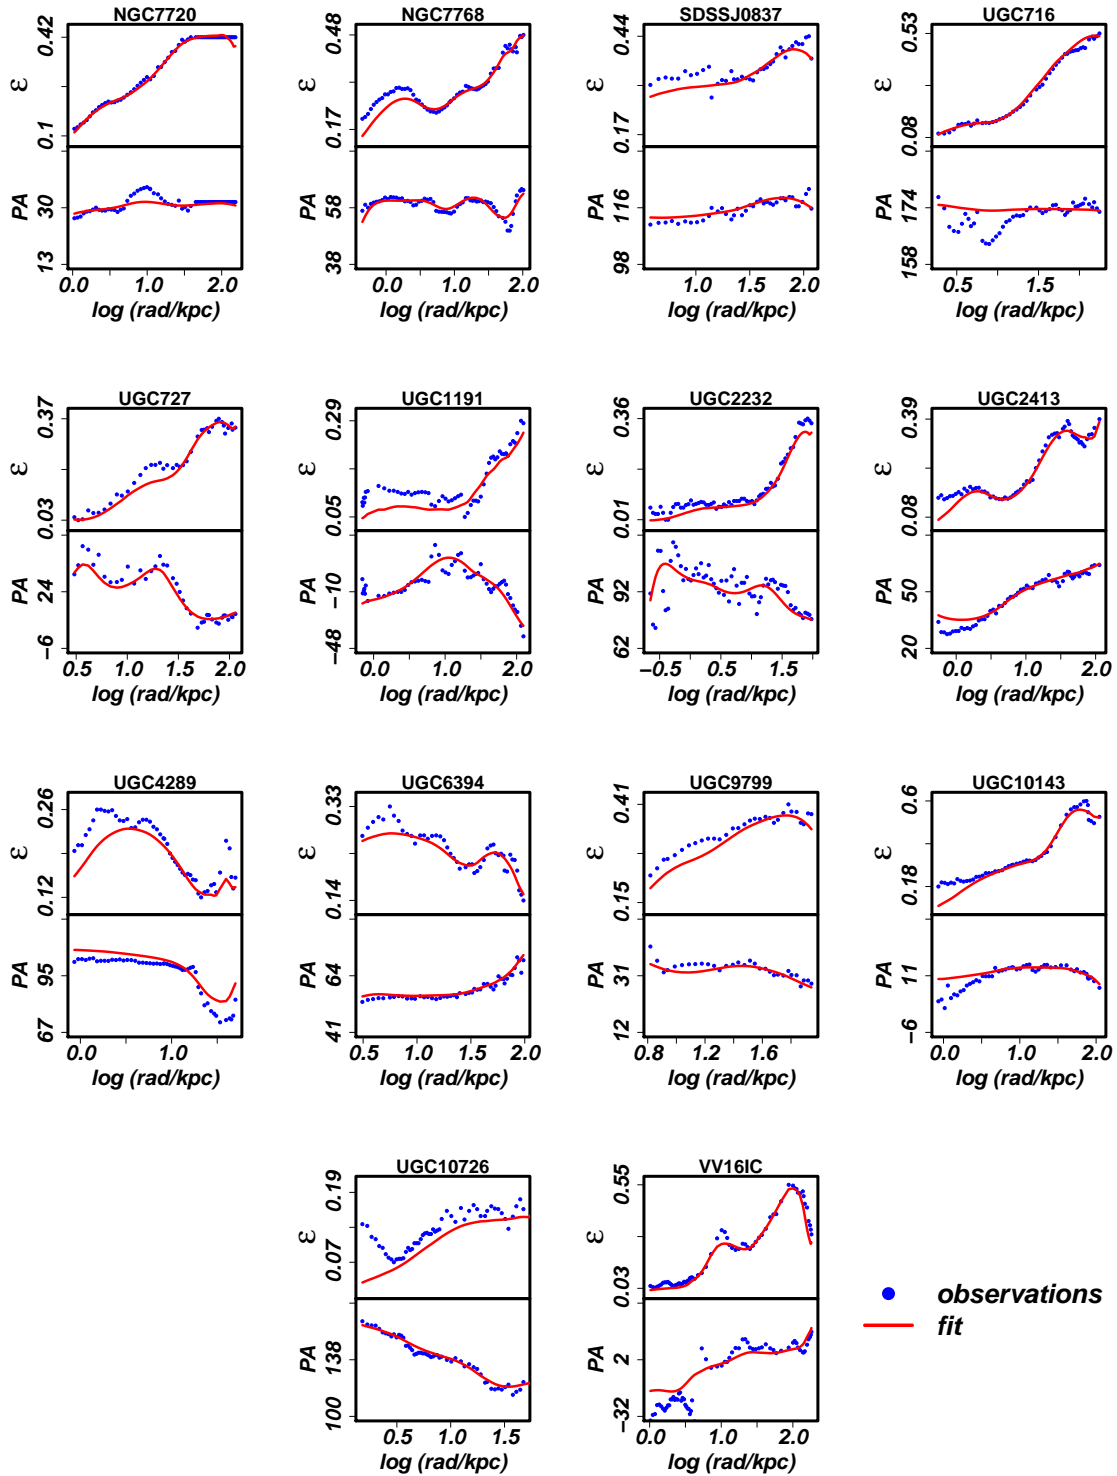 NGC7720
NGC7768
SDSSJ0837
UGC716
ε 0.42 0.1
ε 0.48 0.17
ε 0.44 0.17
ε 0.53 0.08
PA 30 13
PA 58 38
PA 116 98
PA 174 158
0.0 1.0 2.0
0.0 1.0 2.0
0.5 1.0 1.5 2.0
0.5 1.0 2.0
log (rad/kpc)
log (rad/kpc)
log (rad/kpc)
log (rad/kpc)
UGC727
UGC1191
UGC2232
UGC2413
ε 0.37 0.03
ε 0.29 0.05
ε 0.36 0.01
ε 0.39 0.08
PA 24 −6
PA −10 −48
PA 92 62
PA 50 20
0.5 1.0 1.5 2.0
0.0 0.5 1.0 1.5 2.0
−0.5 0.5 1.5
0.0 1.0 2.0
log (rad/kpc)
log (rad/kpc)
log (rad/kpc)
log (rad/kpc)
UGC4289
UGC6394
UGC9799
UGC10143
ε 0.26 0.12
ε 0.33 0.14
ε 0.41 0.15
ε 0.6 0.18
PA 95 67
PA 64 41
PA 31 12
PA 11 −6
0.0 1.0
0.5 1.0 1.5 2.0
0.8 1.2 1.6
0.0 1.0 2.0
log (rad/kpc)
log (rad/kpc)
log (rad/kpc)
log (rad/kpc)
UGC10726
VV16IC
ε 0.19 0.07
ε 0.55 0.03
PA 138 100
PA 2 −32
0.5 1.0 1.5
0.0 1.0 2.0
log (rad/kpc)
log (rad/kpc)
observations
fit